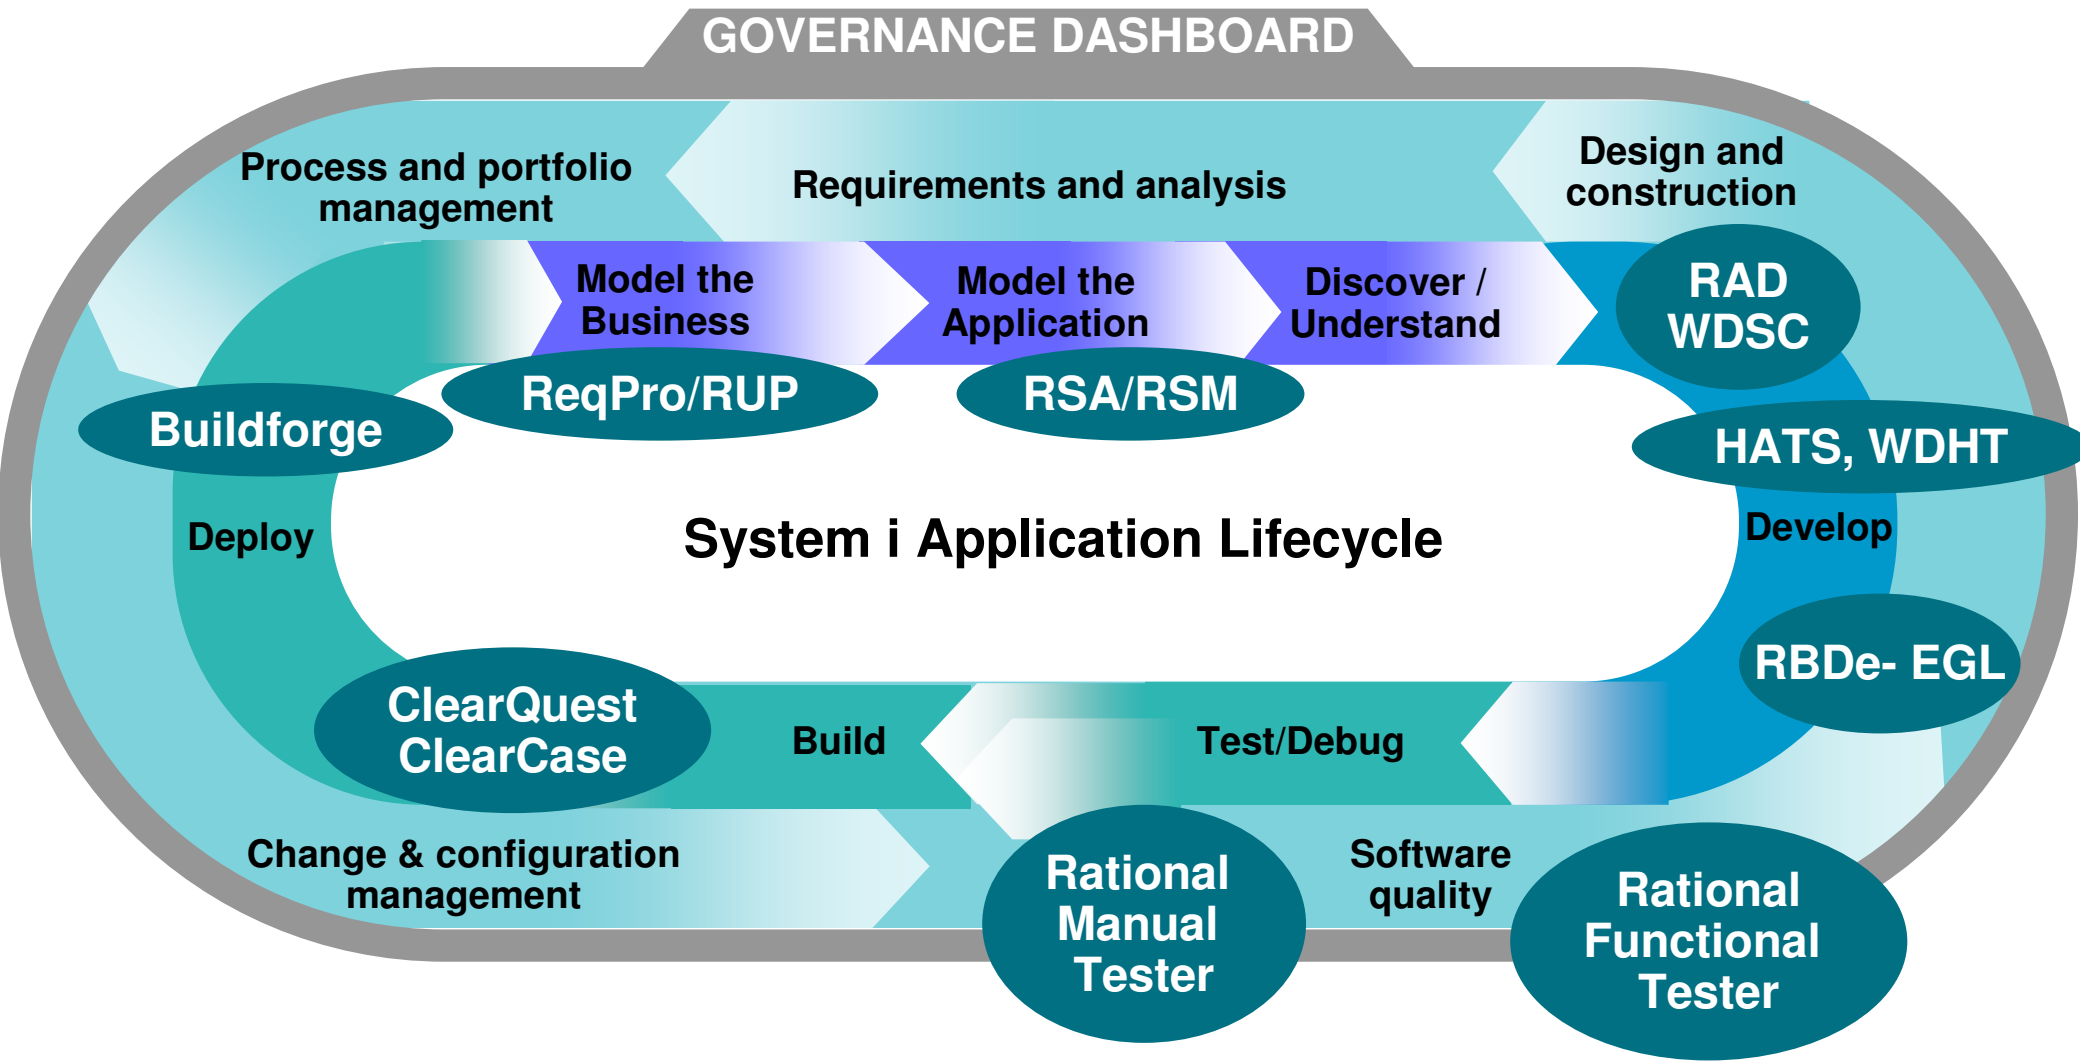 GOVERNANCE DASHBOARD
Process and portfolio
management
Requirements and analysis
Design and
construction
Model the
Business
Model the
Application
Discover /
Understand
RAD
WDSC
ReqPro/RUP
RSA/RSM
Buildforge
HATS, WDHT
Deploy
System i Application Lifecycle
Develop
RBDe- EGL
ClearQuest
ClearCase
Build
Test/Debug
Change & configuration
management
Rational
Manual
Tester
Software
quality
Rational
Functional
Tester